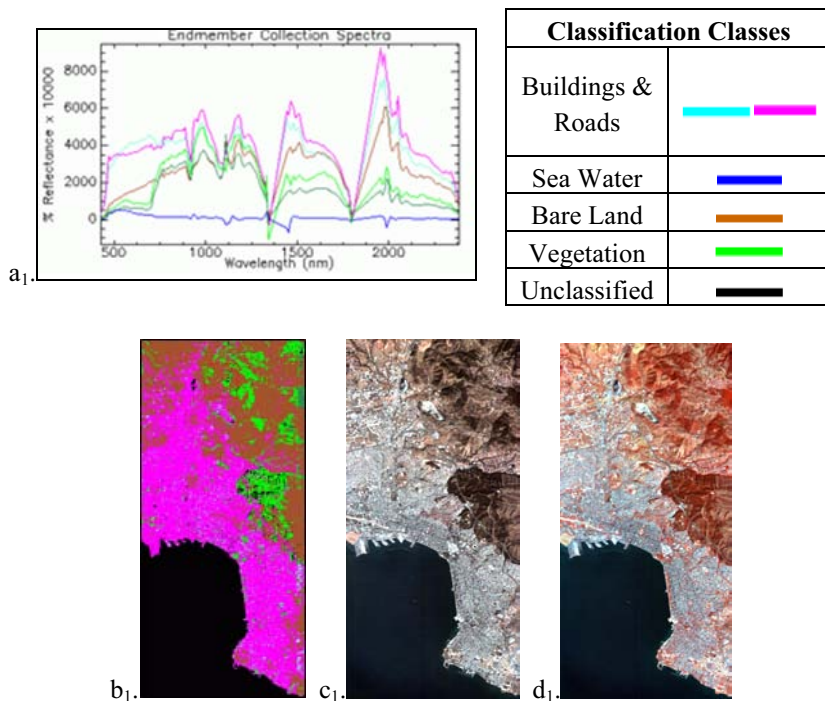 Endmember Collection Spectra
% Reflectance x 10000
8000
6000
4000
2000
0
500 1000 1500 2000
Wavelength (nm)
a1.
Classification Classes
Buildings &
Roads
Sea Water
Bare Land
Vegetation
Unclassified
b1. c1. d1.